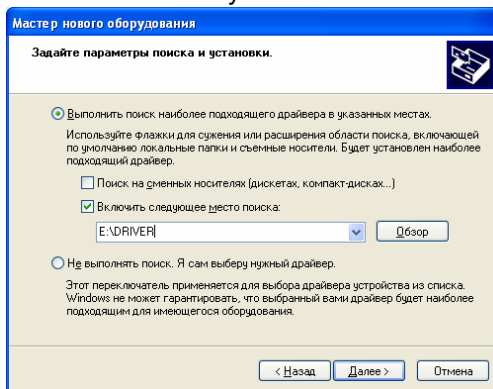 Мастер нового оборудования
Задайте параметры поиска и установки.
Выполнить поиск наиболее подходящего драйвера в указанных местах.
Используйте флажки для сужения или расширения области поиска, включающей
по умолчанию локальные папки и съемные носители. Будет установлен наиболее
подходящий драйвер.
Поиск на сменных носителях (дискетах, компакт-дисках...)
Включить следующее место поиска:
E:\DRIVER
Обзор
Не выполнять поиск. Я сам выберу нужный драйвер.
Этот переключатель применяется для выбора драйвера устройства из списка.
Windows не может гарантировать, что выбранный вами драйвер будет наиболее
подходящим для имеющегося оборудования.
< Назад Далее > Отмена